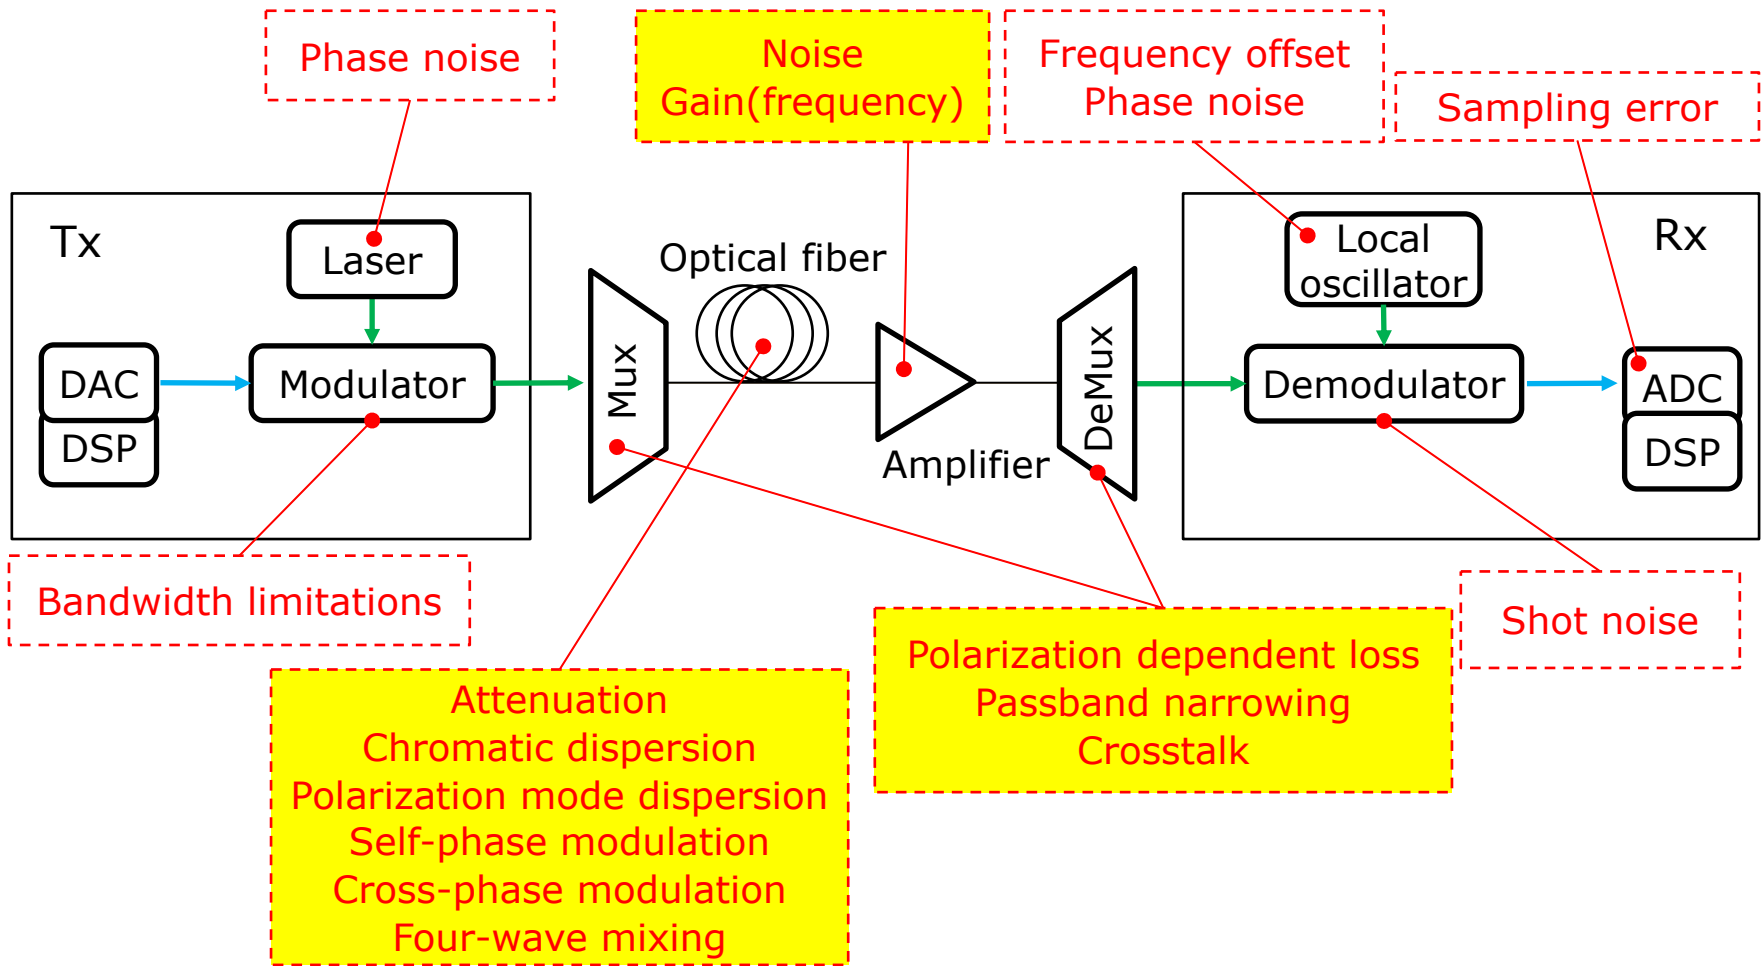 Phase noise
Noise
Gain(frequency)
Frequency offset
Phase noise
Sampling error
Tx
Laser
DAC
DSP
Modulator
Mux
Optical fiber
Amplifier
DeMux
Rx
Local
oscillator
Demodulator
ADC
DSP
Bandwidth limitations
Attenuation
Chromatic dispersion
Polarization mode dispersion
Self-phase modulation
Cross-phase modulation
Four-wave mixing
Polarization dependent loss
Passband narrowing
Crosstalk
Shot noise